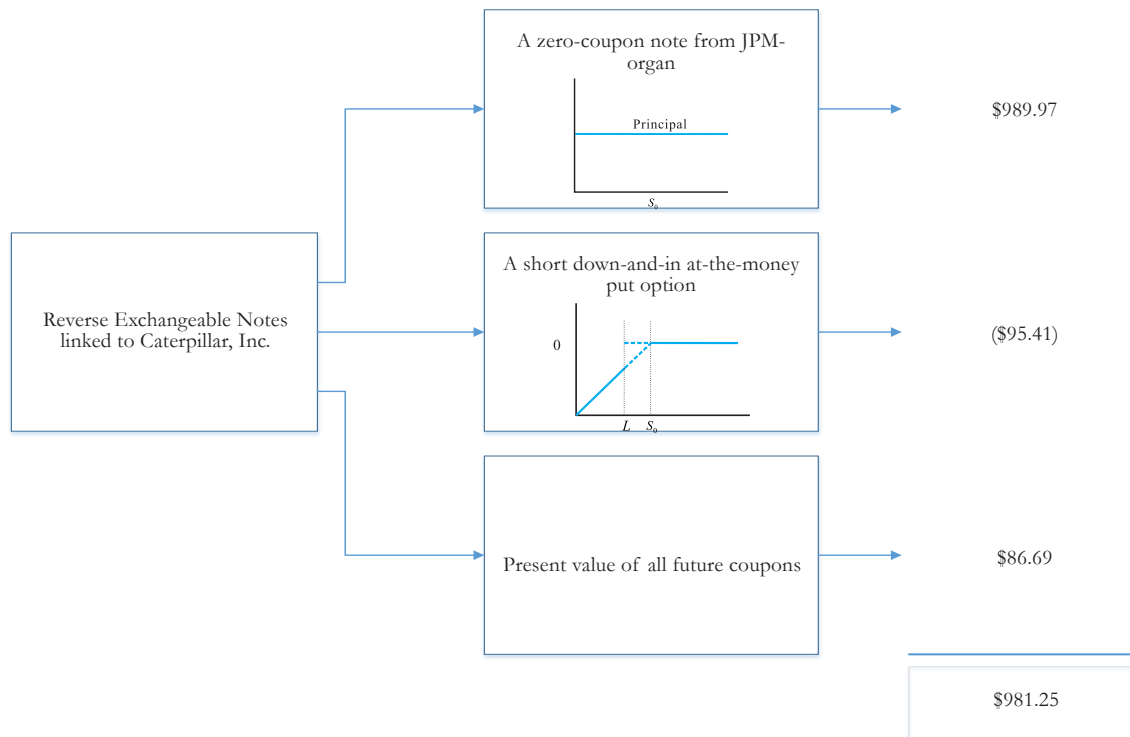 A zero-coupon note from JPM-
organ
Principal
S₀
$989.97
Reverse Exchangeable Notes
linked to Caterpillar, Inc.
A short down-and-in at-the-money
put option
0
L S₀
($95.41)
Present value of all future coupons
$86.69
$981.25